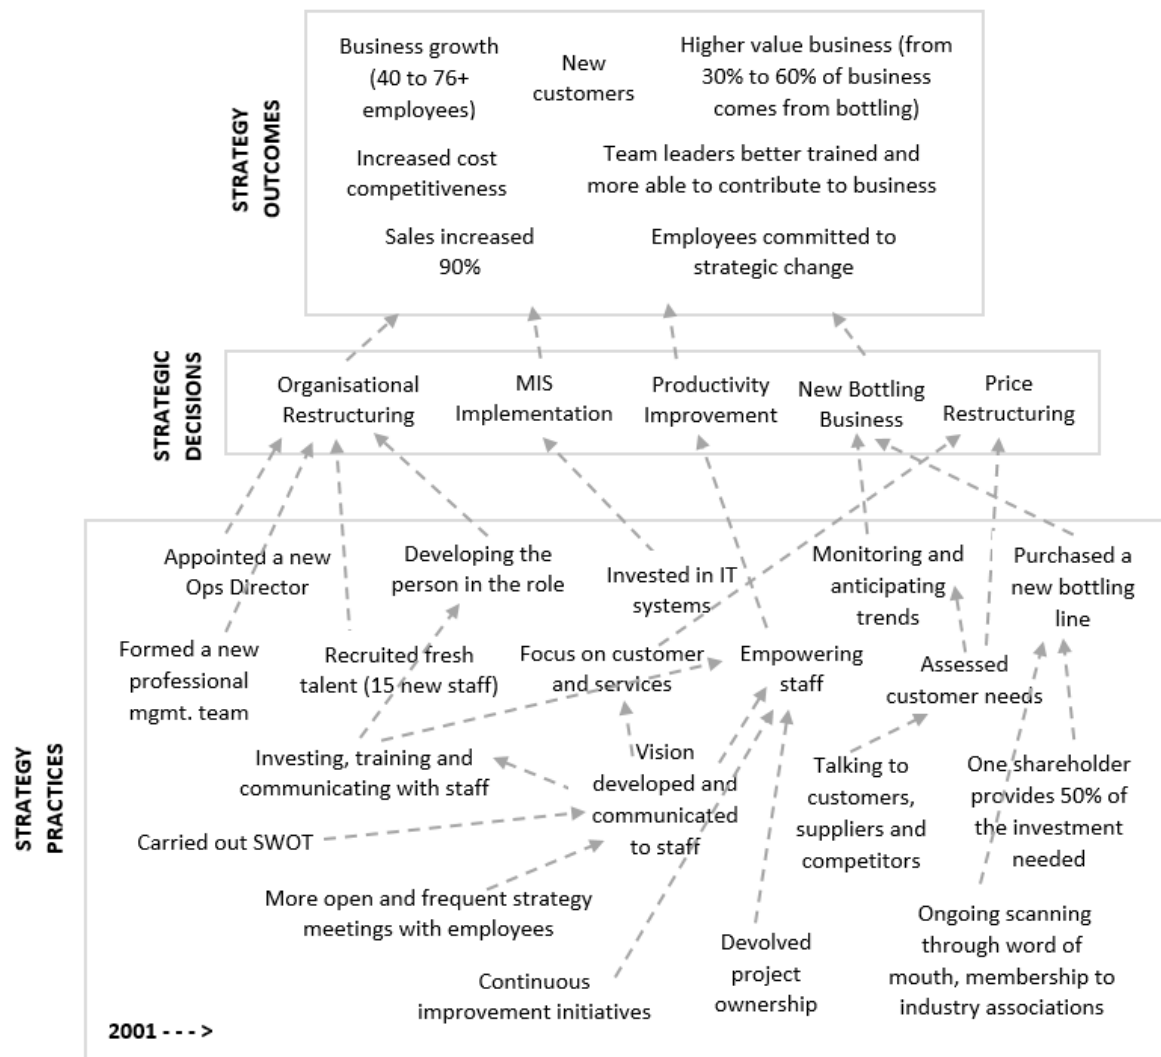 STRATEGY
OUTCOMES
Business growth
(40 to 76+
employees)
New
customers
Higher value business (from
30% to 60% of business
comes from bottling)
Increased cost
competitiveness
Team leaders better trained and
more able to contribute to business
Sales increased
90%
Employees committed to
strategic change
STRATEGIC
DECISIONS
Organisational
Restructuring
MIS
Implementation
Productivity
Improvement
New Bottling
Business
Price
Restructuring
STRATEGY
PRACTICES
Appointed a new
Ops Director
Developing the
person in the role
Invested in IT
systems
Monitoring and
anticipating
trends
Purchased a
new bottling
line
Formed a new
professional
mgmt. team
Recruited fresh
talent (15 new staff)
Focus on customer
and services
Empowering
staff
Assessed
customer needs
Investing, training and
communicating with staff
Vision
developed and
communicated
to staff
Talking to
customers,
suppliers and
competitors
One shareholder
provides 50% of
the investment
needed
Carried out SWOT
More open and frequent strategy
meetings with employees
Continuous
improvement initiatives
Devolved
project
ownership
Ongoing scanning
through word of
mouth, membership to
industry associations
2001 - - - >